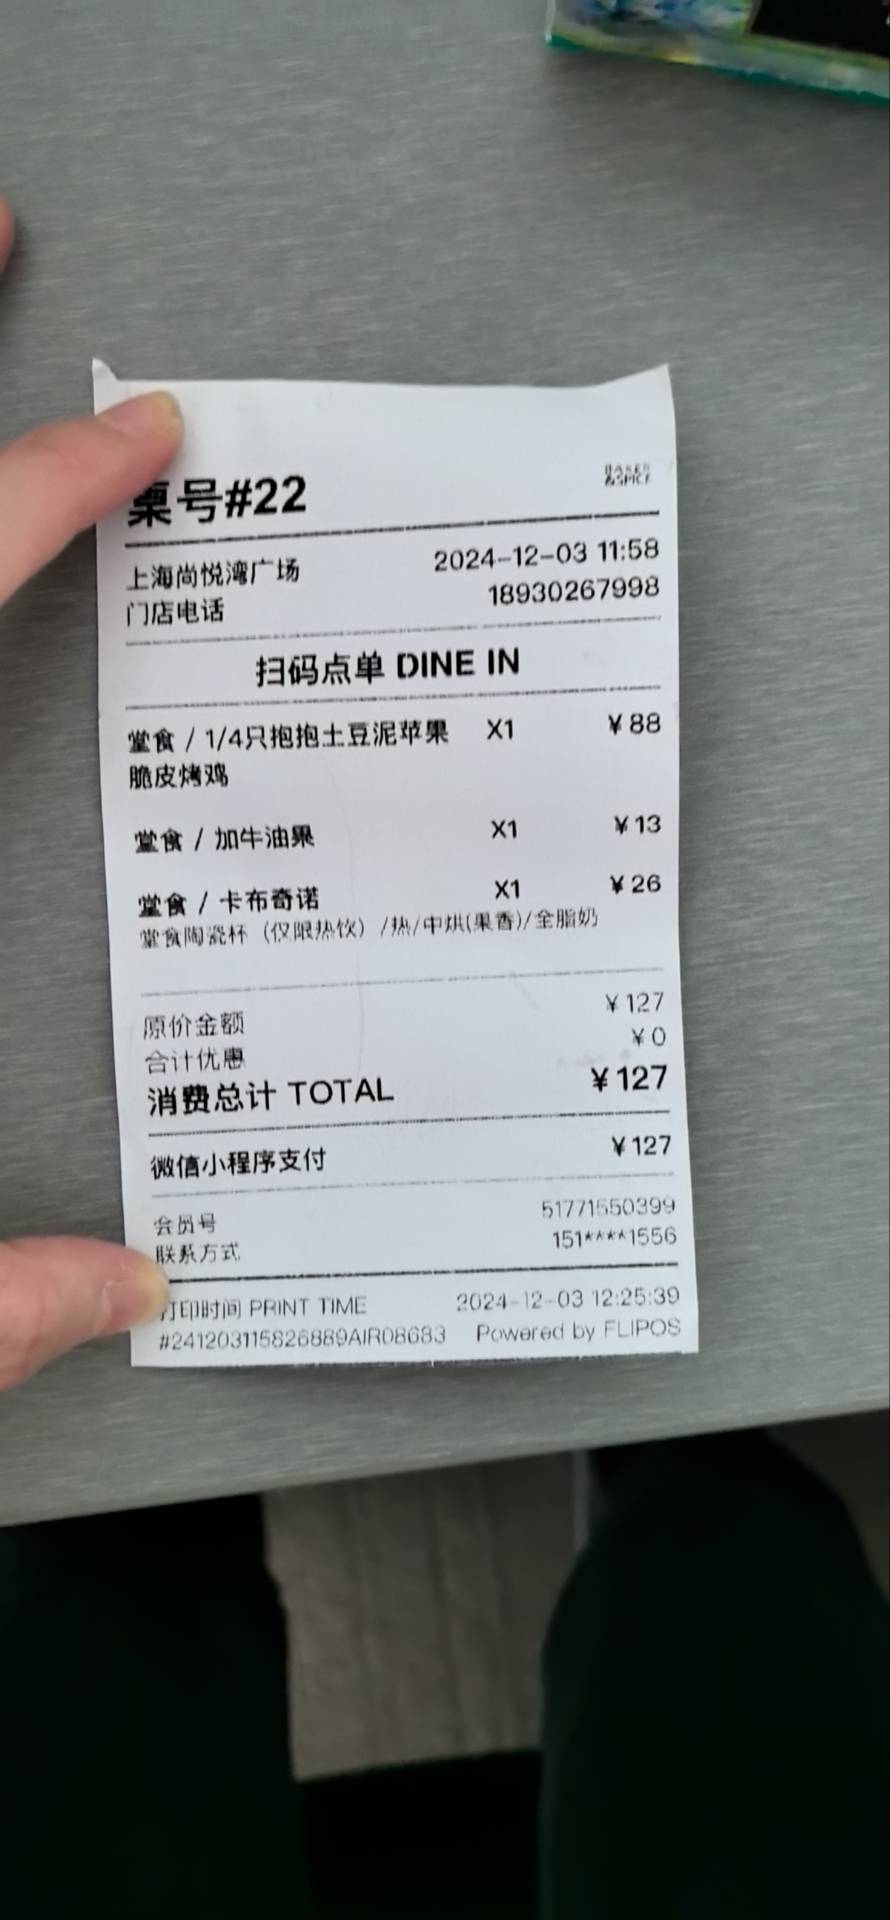 桌号#22
BAKER
&SPICE
上海尚悦湾广场 2024-12-03 11:58
门店电话 18930267998
扫码点单 DINE IN
堂食 / 1/4只抱抱土豆泥苹果 X1 ¥88
脆皮烤鸡
堂食 / 加牛油果 X1 ¥13
堂食 / 卡布奇诺 X1 ¥26
堂食陶瓷杯（仅限热饮）/热/中烘(果香)/全脂奶
原价金额 ¥127
合计优惠 ¥0
消费总计 TOTAL ¥127
微信小程序支付 ¥127
会员号 51771550399
联系方式 151****1556
打印时间 PRINT TIME 2024-12-03 12:25:39
#241203115826889AIR08683 Powered by FLIPOS